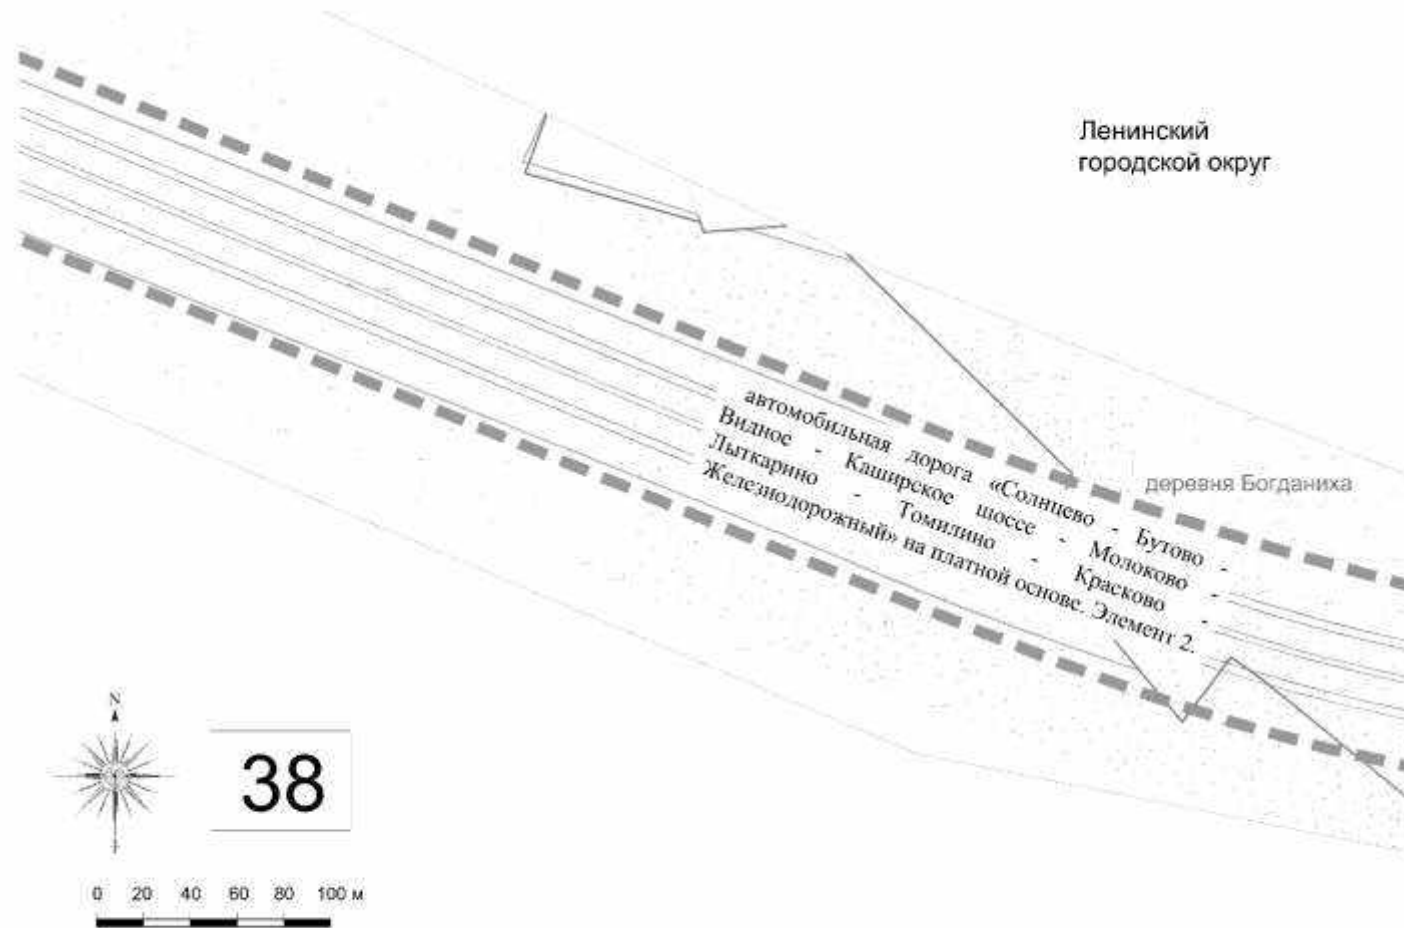 Ленинский
городской округ
автомобильная дорога «Солнцево - Бутово -
Видное - Каширское шоссе - Молоково -
Лыткарино - Томилино - Красково -
Железнодорожный» на платной основе. Элемент 2.
деревня Богданиха
N
38
0 20 40 60 80 100 м